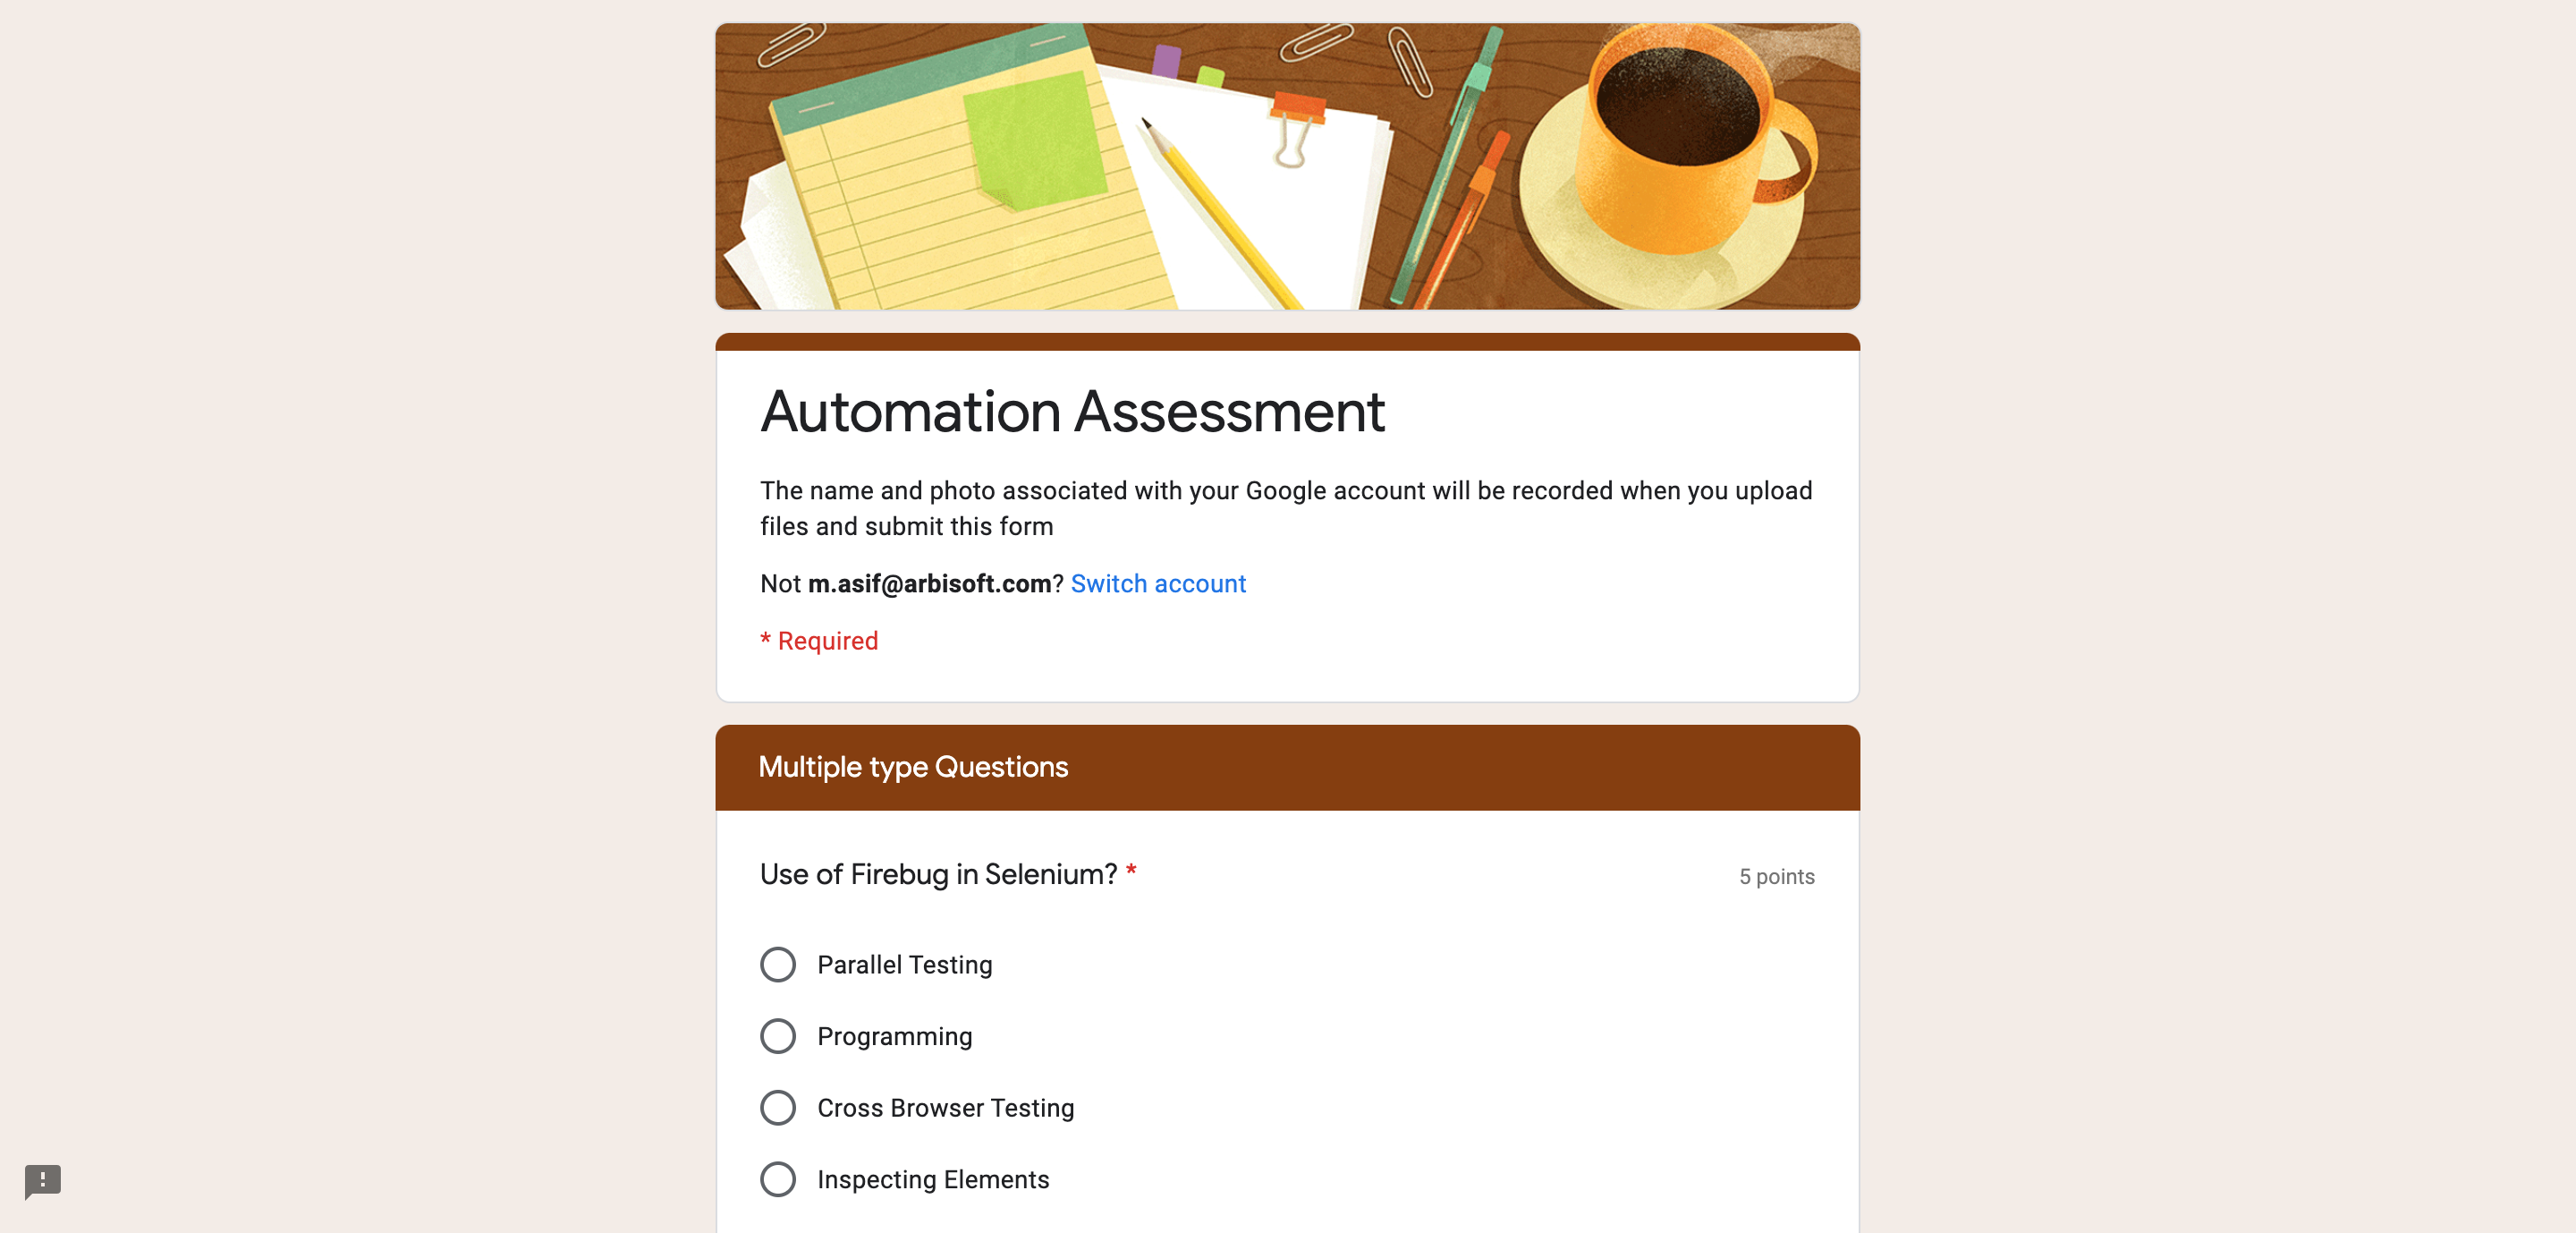 Automation Assessment
The name and photo associated with your Google account will be recorded when you upload
files and submit this form
Not m.asif@arbisoft.com? Switch account
* Required
Multiple type Questions
Use of Firebug in Selenium? *
5 points
Parallel Testing
Programming
Cross Browser Testing
Inspecting Elements